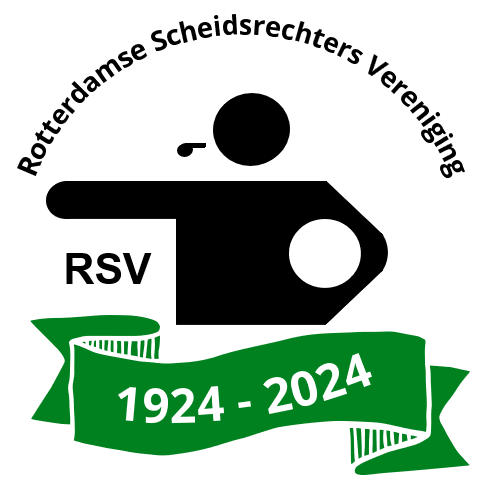 Rotterdamse Scheidsrechters Vereniging
RSV
1924 - 2024